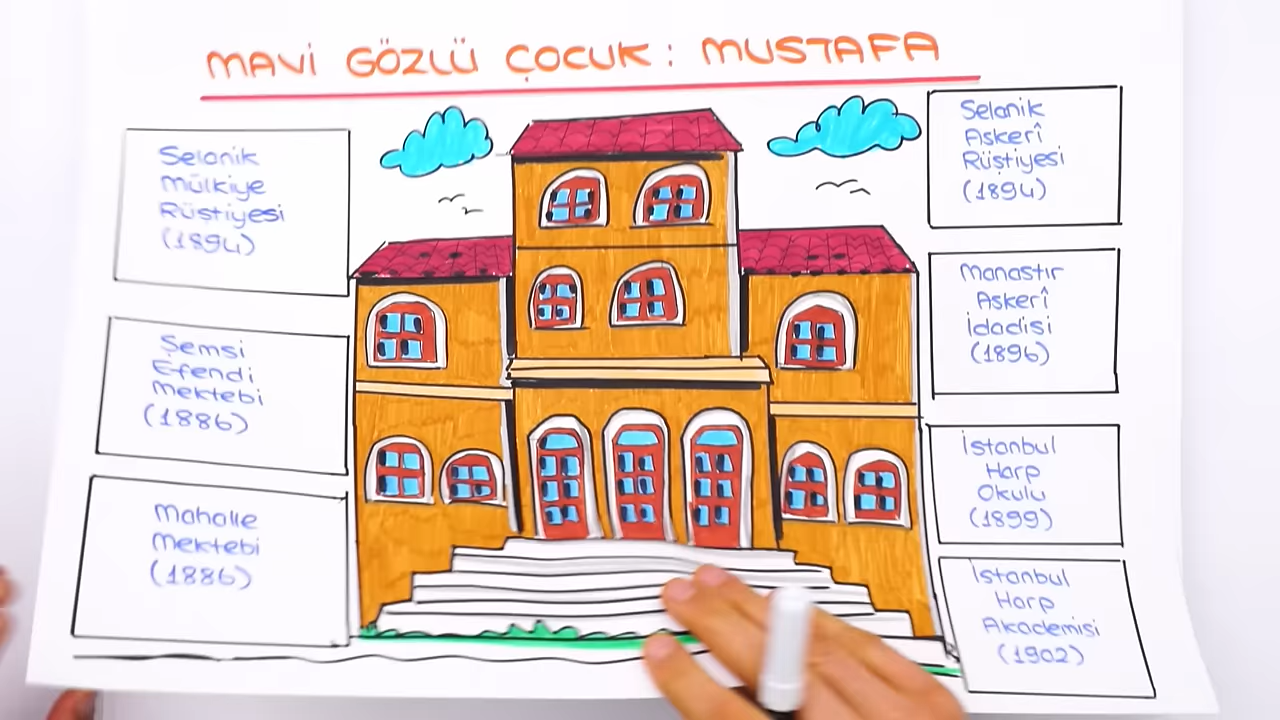 MAVİ GÖZLÜ ÇOCUK: MUSTAFA
Selanik
Mülkiye
Rüştiyesi
(1894)
Şemsi
Efendi
Mektebi
(1886)
Mahalle
Mektebi
(1886)
Selanik
Askerî
Rüştiyesi
(1894)
Manastır
Askerî
İdadisi
(1896)
İstanbul
Harp
Okulu
(1899)
İstanbul
Harp
Akademisi
(1902)